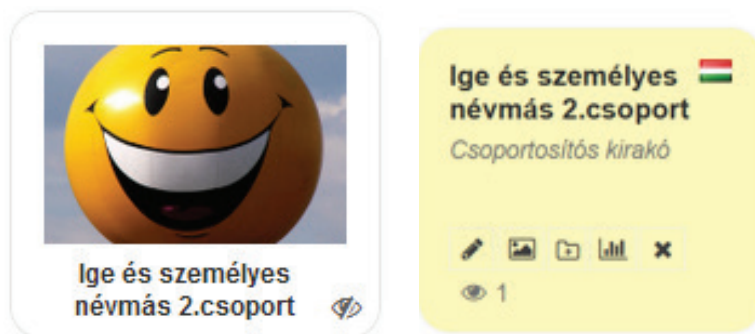 Ige és személyes
névmás 2.csoport
Ige és személyes
névmás 2.csoport
Csoportosítós kirakó
1